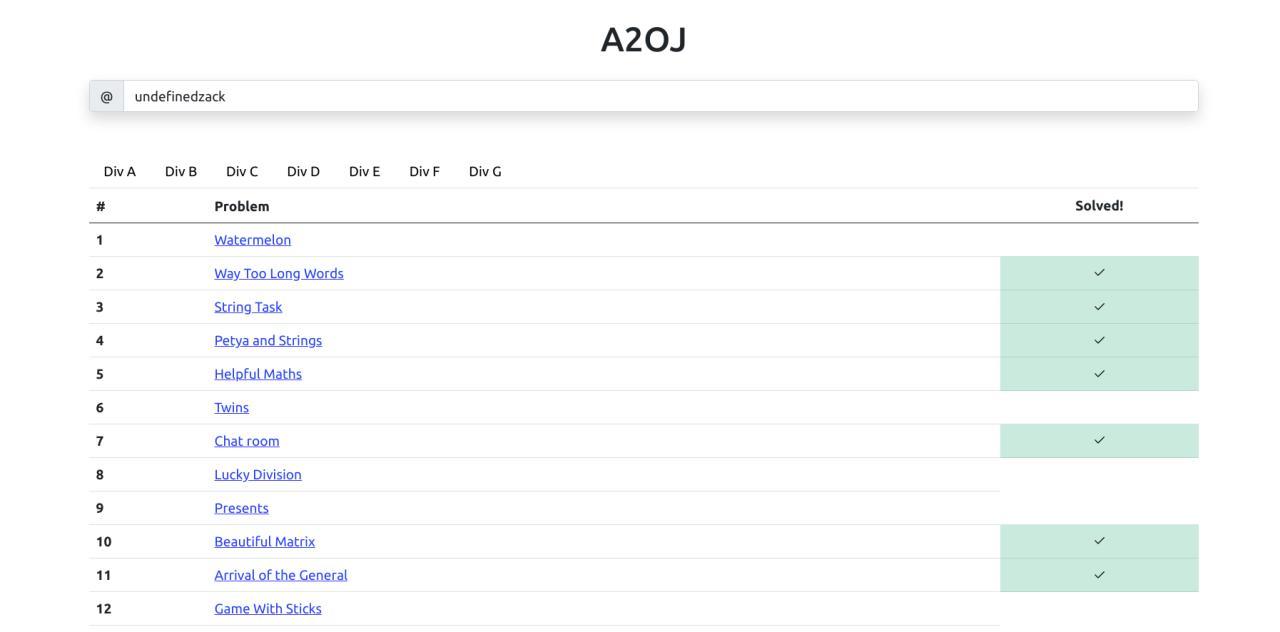 A2OJ
@ undefinedzack
Div A Div B Div C Div D Div E Div F Div G
# Problem Solved!
1 Watermelon
2 Way Too Long Words ✓
3 String Task ✓
4 Petya and Strings ✓
5 Helpful Maths ✓
6 Twins
7 Chat room ✓
8 Lucky Division
9 Presents
10 Beautiful Matrix ✓
11 Arrival of the General ✓
12 Game With Sticks